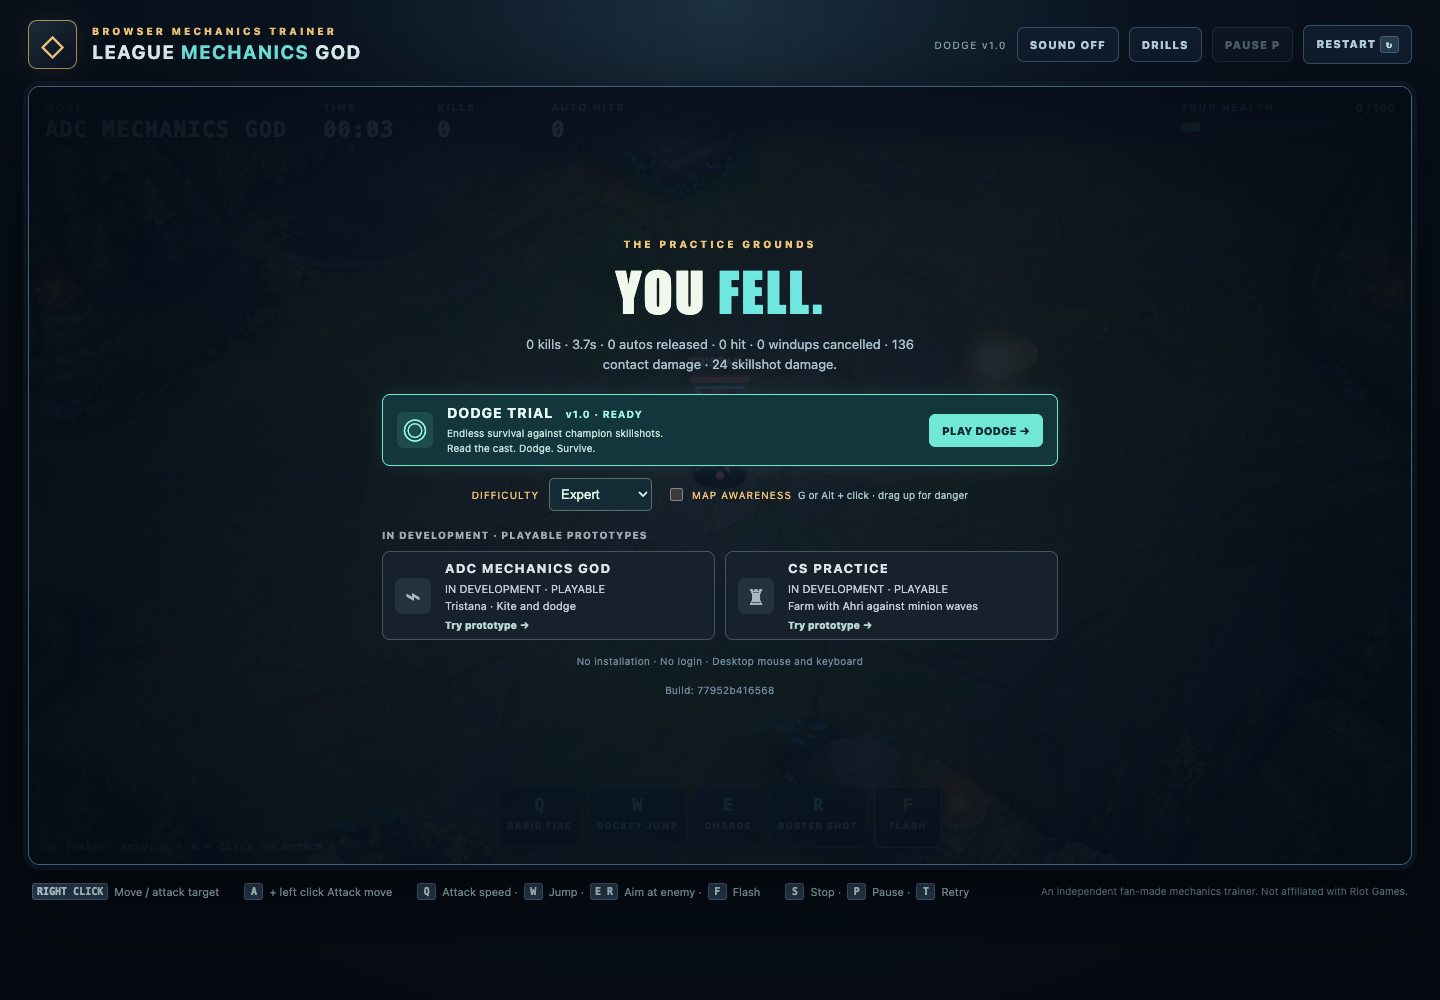 BROWSER MECHANICS TRAINER
LEAGUE MECHANICS GOD
DODGE v1.0
SOUND OFF
DRILLS
PAUSE P
RESTART ↻
MODE
ADC MECHANICS GOD
TIME
00:03
KILLS
0
AUTO HITS
0
YOUR HEALTH
0 / 100
THE PRACTICE GROUNDS
YOU FELL.
0 kills · 3.7s · 0 autos released · 0 hit · 0 windups cancelled · 136
contact damage · 24 skillshot damage.
DODGE TRIAL v1.0 · READY
Endless survival against champion skillshots.
Read the cast. Dodge. Survive.
PLAY DODGE →
DIFFICULTY
Expert
MAP AWARENESS G or Alt + click · drag up for danger
IN DEVELOPMENT · PLAYABLE PROTOTYPES
ADC MECHANICS GOD
IN DEVELOPMENT · PLAYABLE
Tristana · Kite and dodge
Try prototype →
CS PRACTICE
IN DEVELOPMENT · PLAYABLE
Farm with Ahri against minion waves
Try prototype →
No installation · No login · Desktop mouse and keyboard
Build: 77952b416568
Q
RAPID FIRE
W
ROCKET JUMP
E
CHARGE
R
BUSTER SHOT
F
FLASH
TRISTANA · SURVIVE · A + CLICK TO ATTACK
RIGHT CLICK Move / attack target
A + left click Attack move
Q Attack speed · W Jump · E R Aim at enemy · F Flash
S Stop · P Pause · T Retry
An independent fan-made mechanics trainer. Not affiliated with Riot Games.